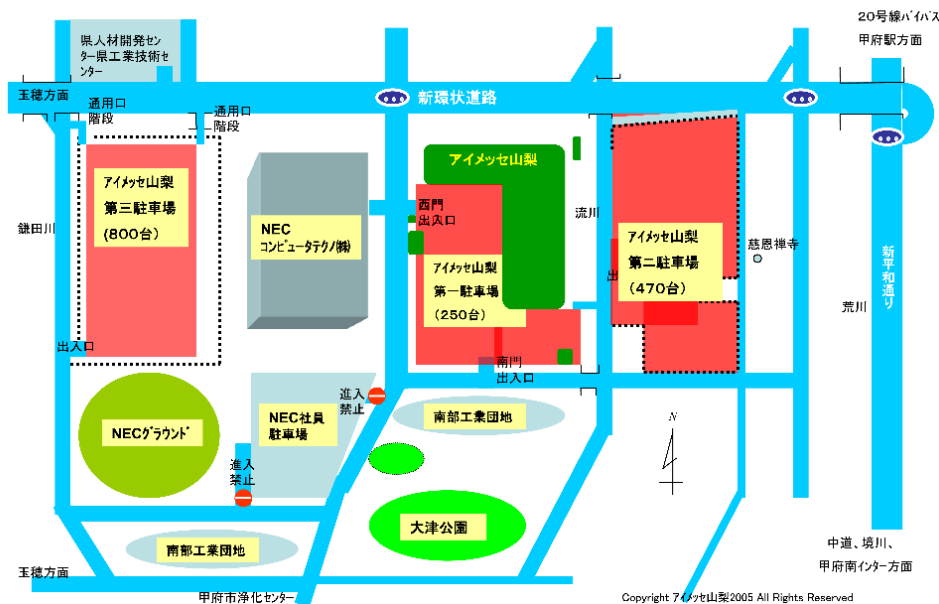 20号線バイパス
甲府駅方面
県人材開発セン
ター県工業技術セ
ンター
玉穂方面
新環状道路
通用口
階段
通用口
階段
アイメッセ山梨
アイメッセ山梨
第三駐車場
(800台)
鎌田川
NEC
コンピュータテクノ㈱
西門
出入口
流川
アイメッセ山梨
第二駐車場
(470台)
出
慈恩禅寺
新平和通り
荒川
アイメッセ山梨
第一駐車場
(250台)
出入口
南門
出入口
進入
禁止
NECグラウンド
NEC社員
駐車場
南部工業団地
N
進入
禁止
大津公園
南部工業団地
玉穂方面
甲府市浄化センター
中道、境川、
甲府南インター方面
Copyright アイメッセ山梨2005 All Rights Reserved